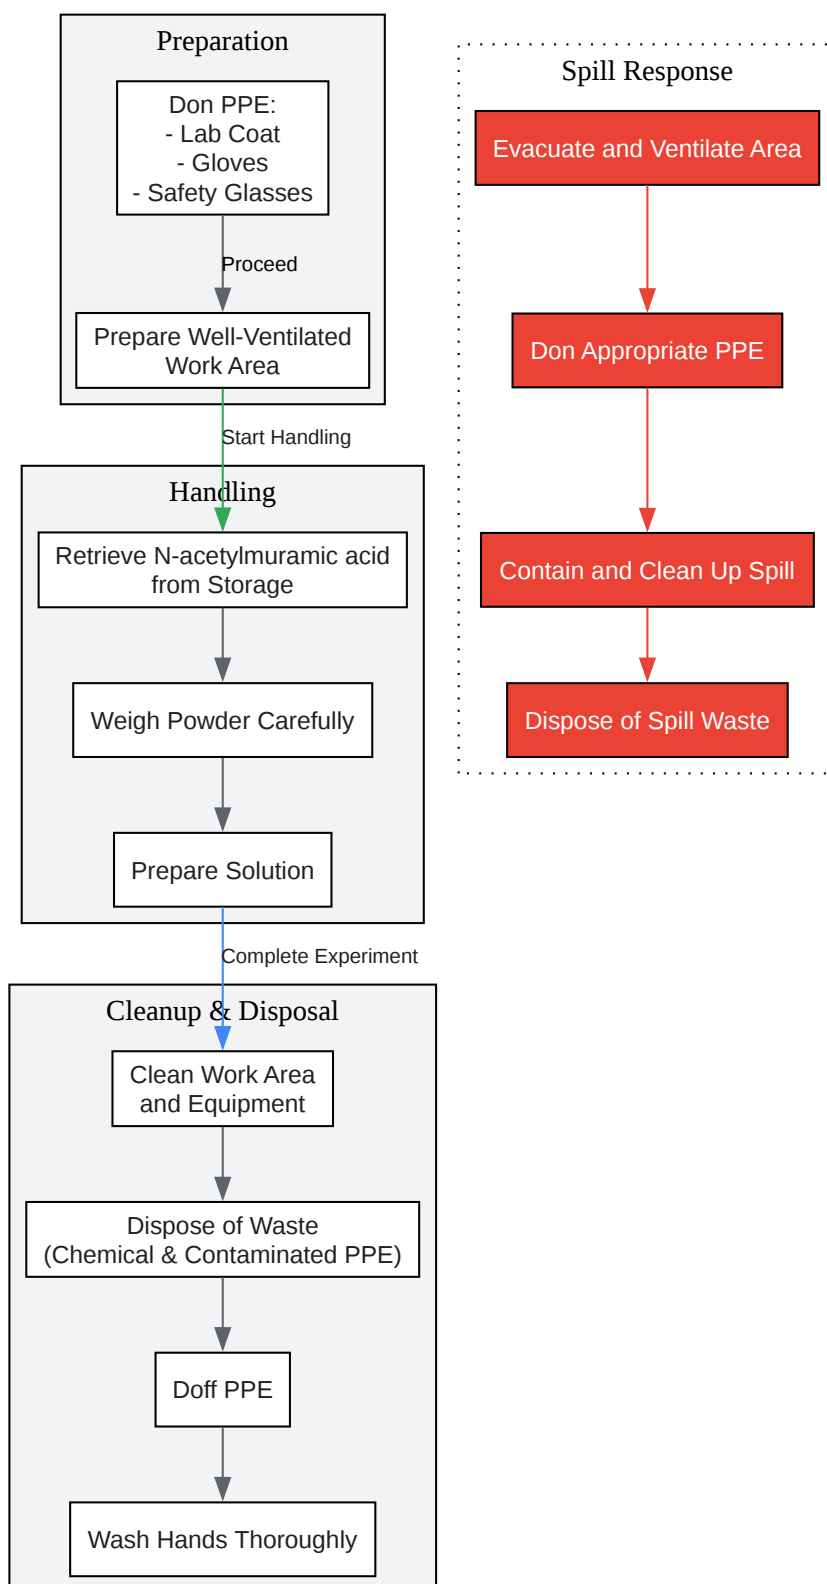 Preparation
Don PPE:
- Lab Coat
- Gloves
- Safety Glasses
Proceed
Prepare Well-Ventilated
Work Area
Start Handling
Handling
Retrieve N-acetylmuramic acid
from Storage
Weigh Powder Carefully
Prepare Solution
Complete Experiment
Cleanup & Disposal
Clean Work Area
and Equipment
Dispose of Waste
(Chemical & Contaminated PPE)
Doff PPE
Wash Hands Thoroughly
Spill Response
Evacuate and Ventilate Area
Don Appropriate PPE
Contain and Clean Up Spill
Dispose of Spill Waste